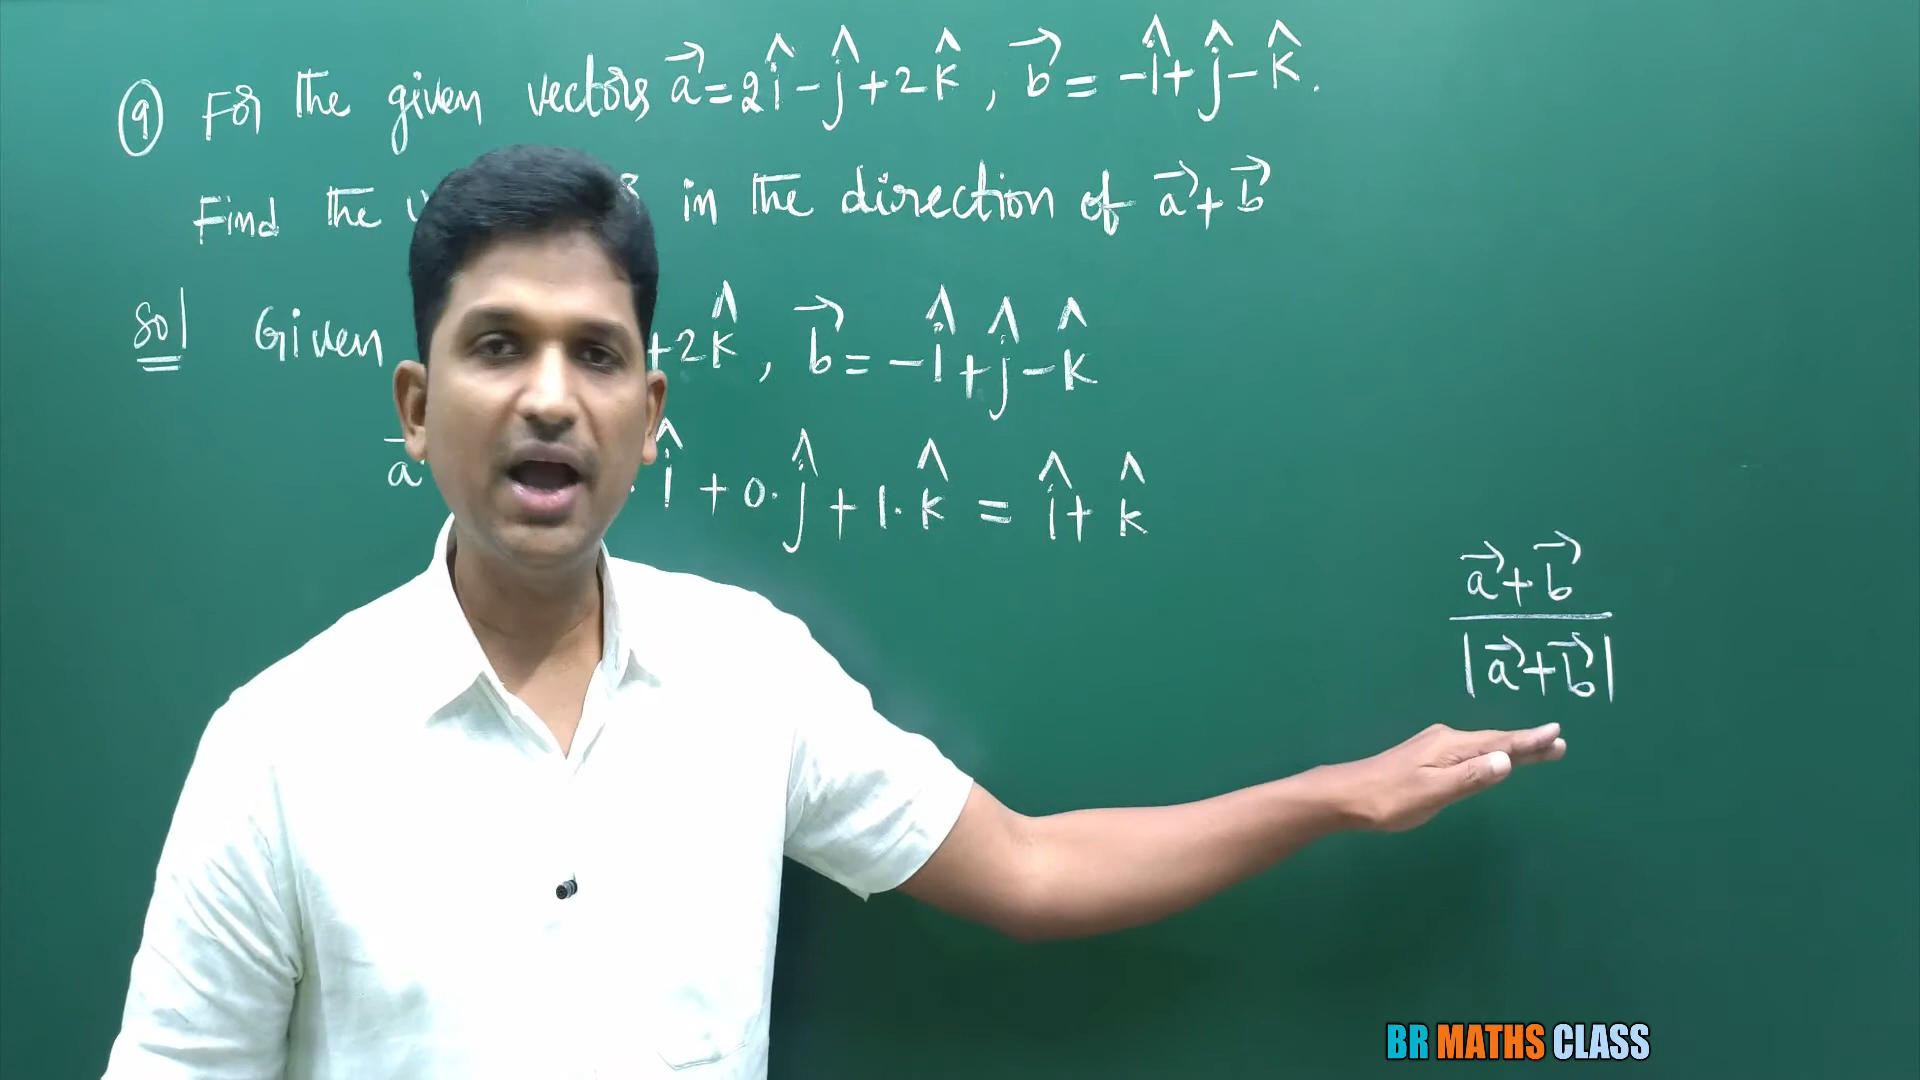 9 For the given vectors a⃗=2î-ĵ+2k̂, b⃗=-î+ĵ-k̂.
Find the in the direction of a⃗+b⃗
Sol Given +2k̂, b⃗=-î+ĵ-k̂
a⃗ .î+0.ĵ+1.k̂=î+k̂
a⃗+b⃗
|a⃗+b⃗|
BR MATHS CLASS